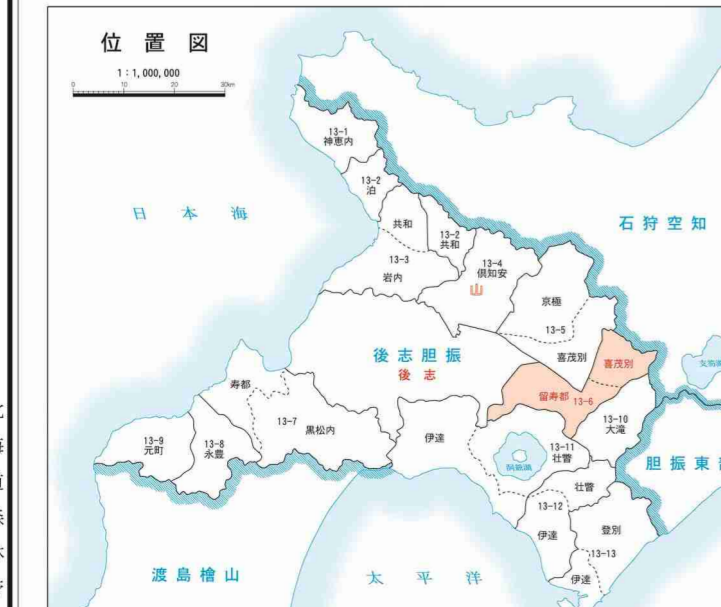 位置図
1:1,000,000
0 10 20 30km
13-1
神恵内
13-2
泊
日本海
石狩空知
共和
13-2
共和
13-3
岩内
13-4
倶知安
山
京極
13-5
後志胆振
後志
喜茂別
喜茂別
寿都
留寿都 13-6
13-7
黒松内
伊達
13-10
大滝
13-9
元町
13-8
永豊
13-11
壮瞥
洞爺湖
胆振東
壮瞥
13-12
伊達
登別
13-13
伊達
渡島檜山
太平洋